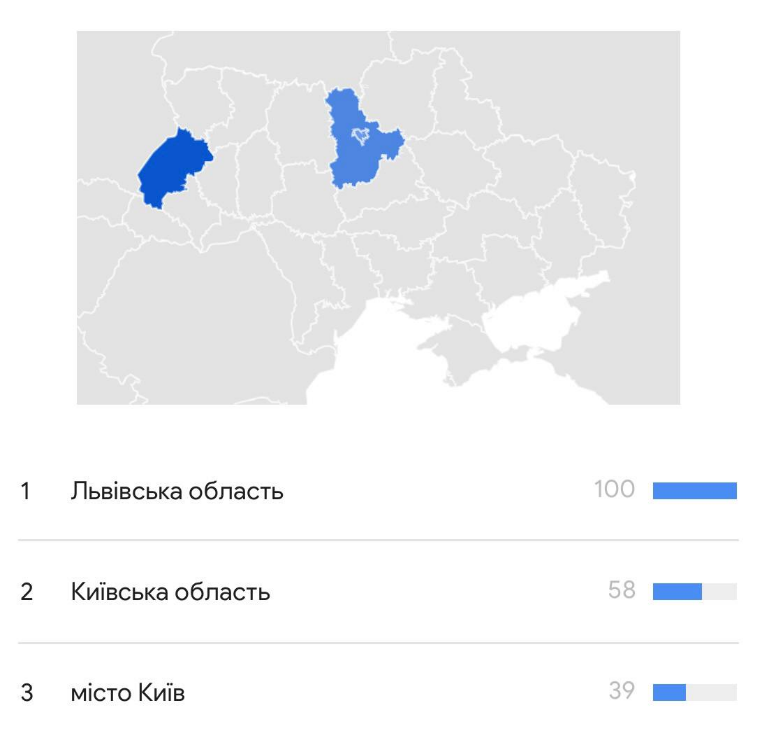 1 Львівська область 100
2 Київська область 58
3 місто Київ 39